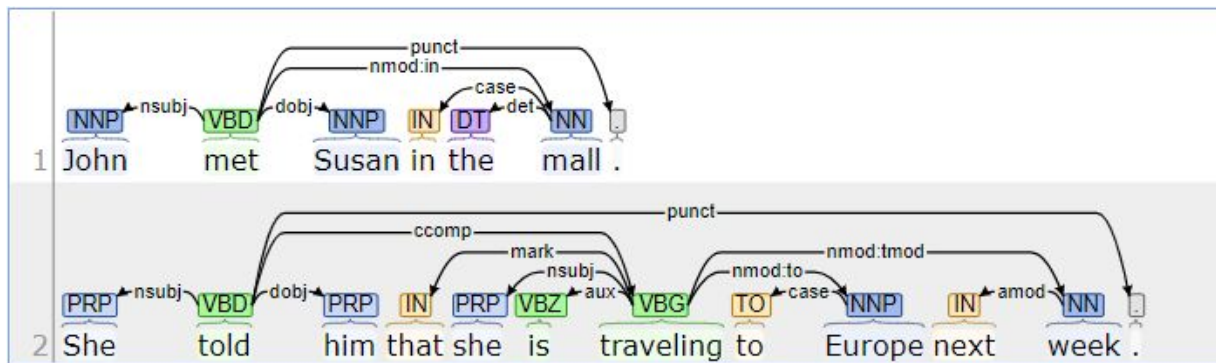 punct
nmod:in
case
nsubj dobj det
NNP VBD NNP IN DT NN .
1 John met Susan in the mall .
punct
ccomp
mark nmod:tmod
nsubj nmod:to
nsubj dobj aux case amod
PRP VBD PRP IN PRP VBZ VBG TO NNP IN NN .
2 She told him that she is traveling to Europe next week .